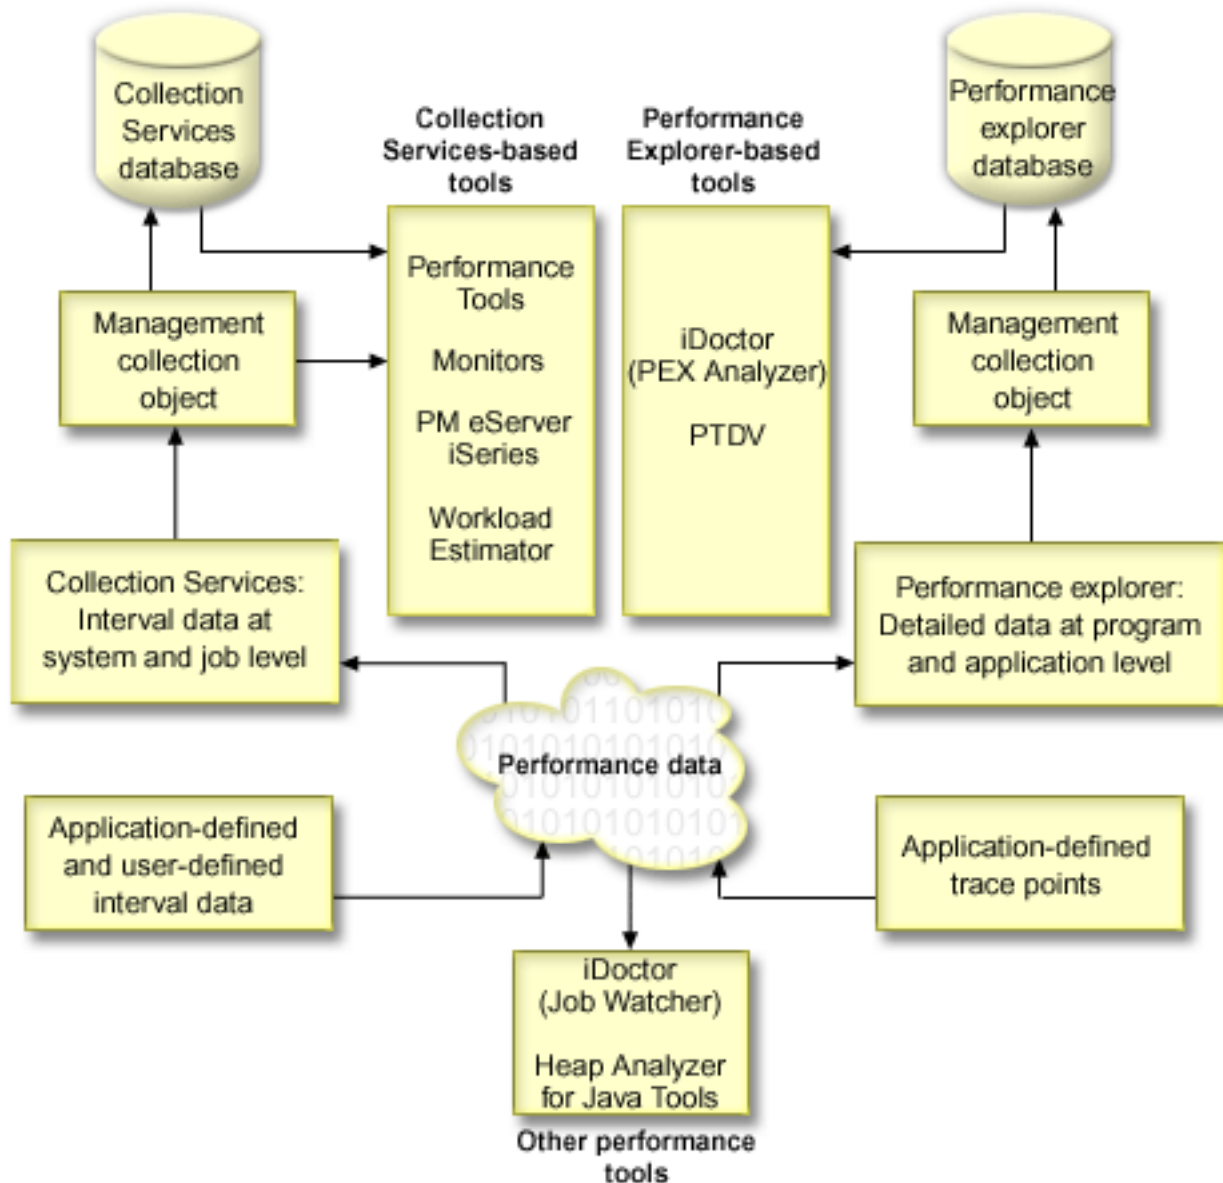 Collection
Services
database
Performance
explorer
database
Collection
Services-based
tools
Performance
Explorer-based
tools
Performance
Tools
Monitors
PM eServer
iSeries
Workload
Estimator
iDoctor
(PEX Analyzer)
PTDV
Management
collection
object
Management
collection
object
Collection Services:
Interval data at
system and job level
Performance explorer:
Detailed data at program
and application level
Performance data
Application-defined
and user-defined
interval data
Application-defined
trace points
iDoctor
(Job Watcher)
Heap Analyzer
for Java Tools
Other performance
tools